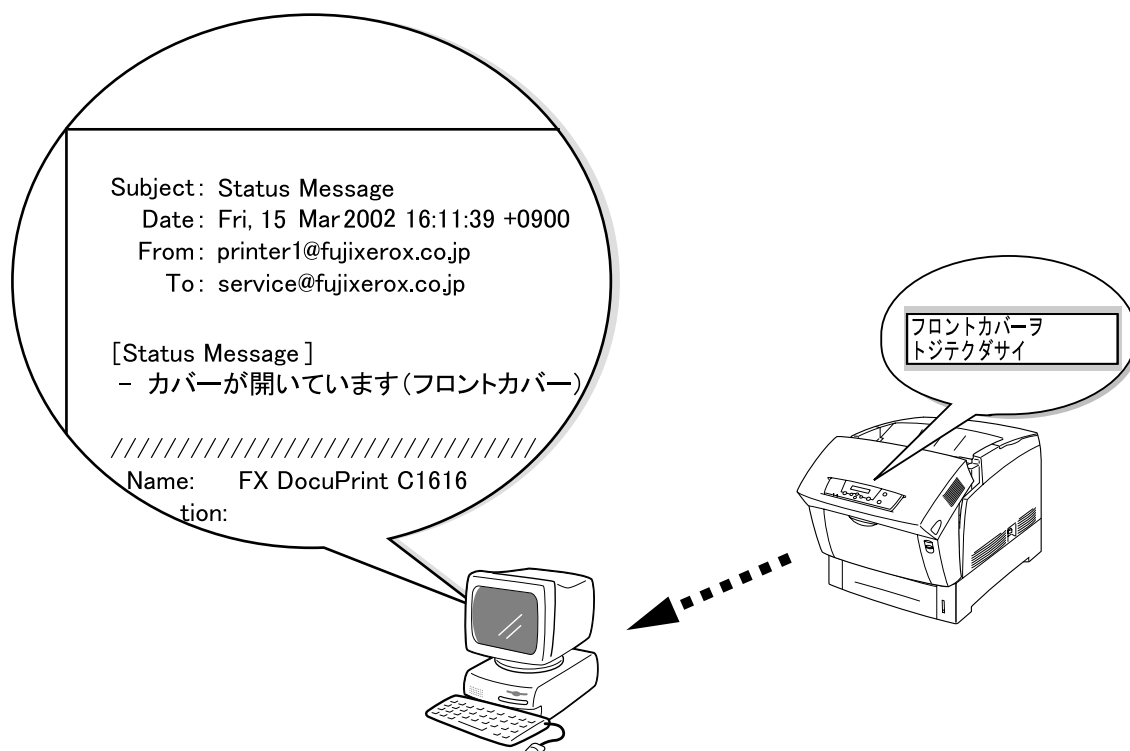 Subject: Status Message
Date: Fri, 15 Mar 2002 16:11:39 +0900
From: printer1@fujixerox.co.jp
To: service@fujixerox.co.jp
[Status Message]
- カバーが開いています(フロントカバー)
////////////////////////////////
Name: FX DocuPrint C1616
tion:
フロントカバーヲ
トジテクダサイ